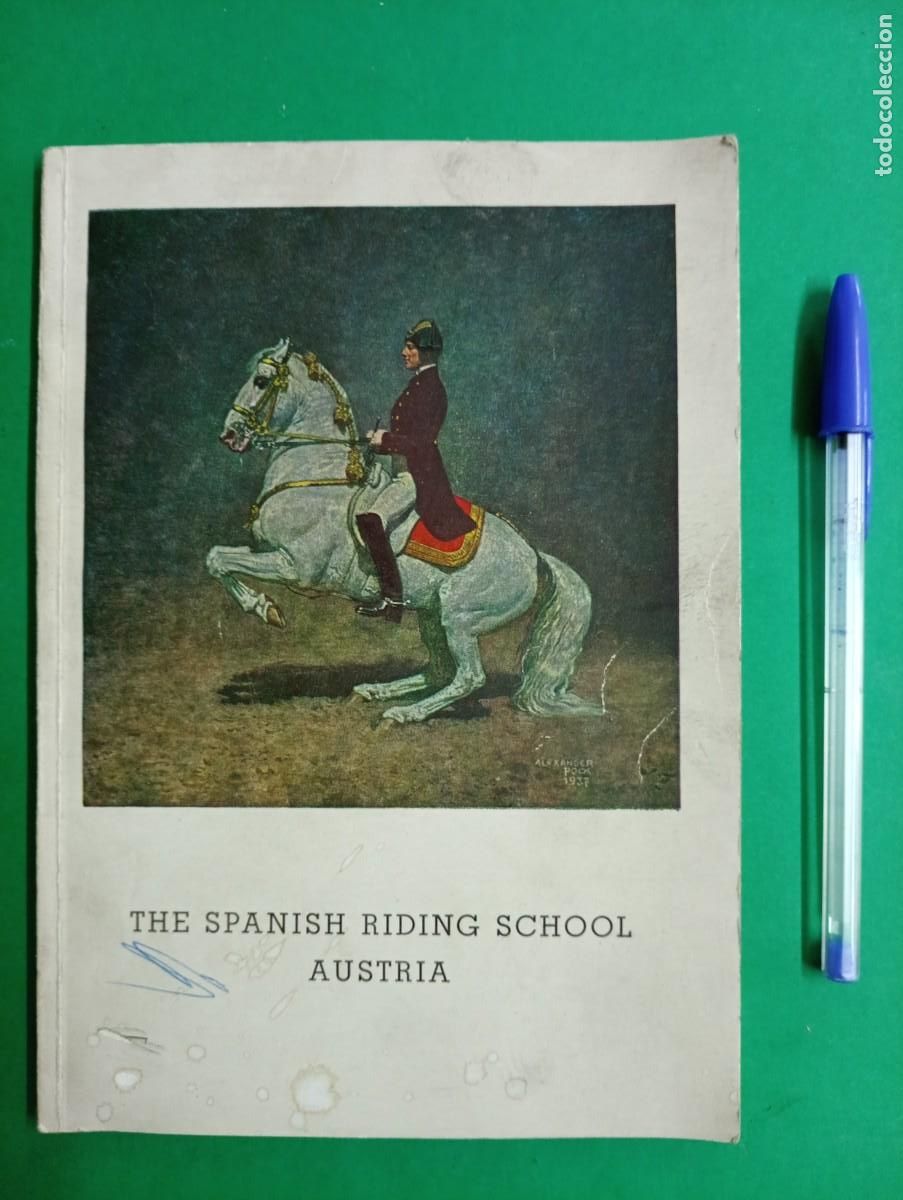 todocoleccion
ALEXANDER
POCK
1937
THE SPANISH RIDING SCHOOL
AUSTRIA